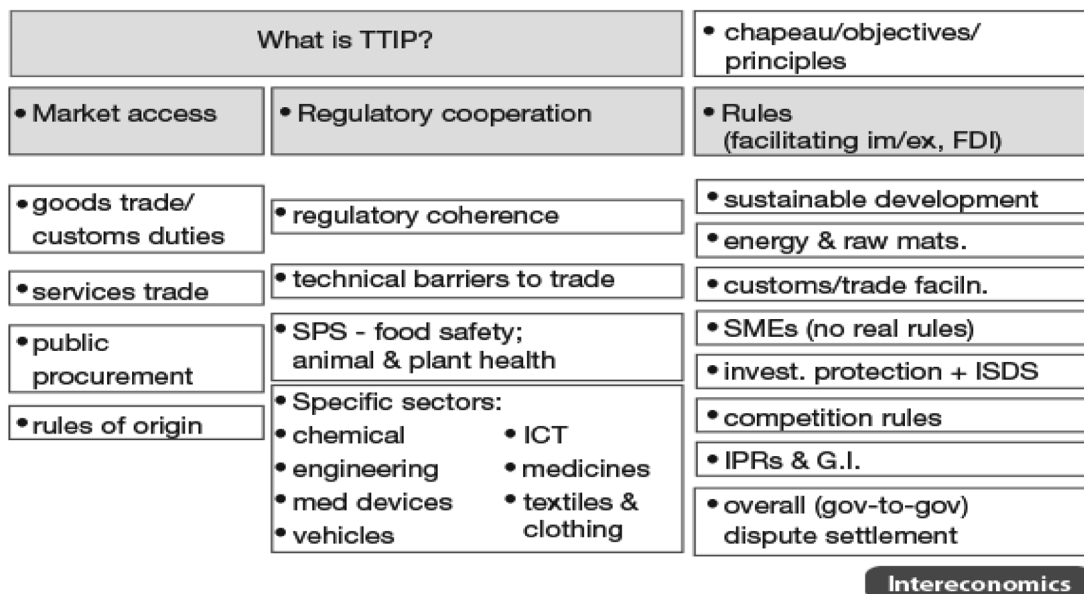 What is TTIP?
• chapeau/objectives/
principles
• Market access
• Regulatory cooperation
• Rules
(facilitating im/ex, FDI)
• goods trade/
customs duties
• services trade
• public
procurement
• rules of origin
• regulatory coherence
• technical barriers to trade
• SPS - food safety;
animal & plant health
• Specific sectors:
• chemical
• engineering
• med devices
• vehicles
• ICT
• medicines
• textiles &
clothing
• sustainable development
• energy & raw mats.
• customs/trade faciln.
• SMEs (no real rules)
• invest. protection + ISDS
• competition rules
• IPRs & G.I.
• overall (gov-to-gov)
dispute settlement
Intereconomics